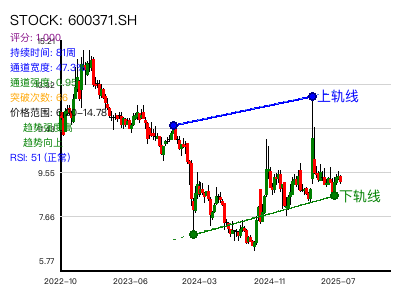 STOCK: 600371.SH
评分: 1.000
持续时间: 81周
通道宽度: 47.3
通道强度: 0.95
突破次数:
价格范围: 14.78
趋势强度高
趋势向上
RSI: 51 (正常)
上轨线
下轨线
9.55
7.66
5.77
2022-10
2023-06
2024-03
2024-11
2025-07